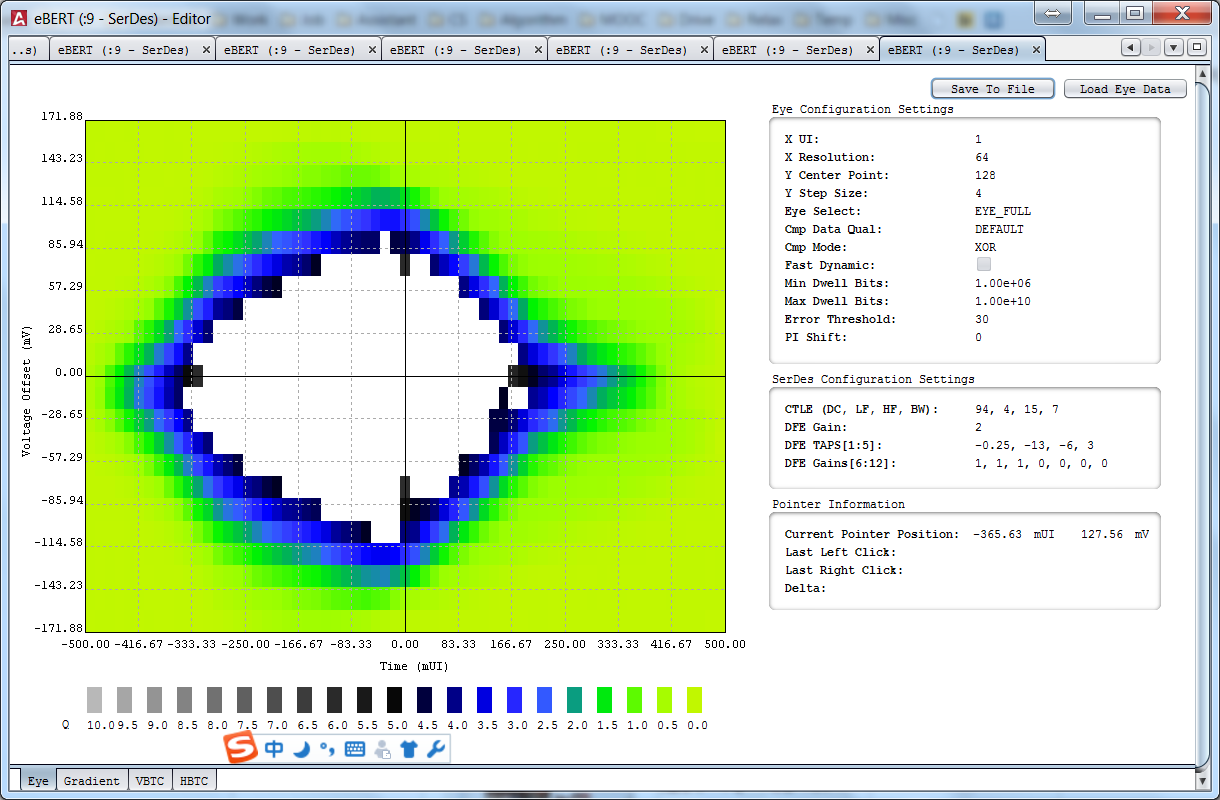 eBERT (:9 - SerDes) - Editor
..s)
eBERT (:9 - SerDes)
eBERT (:9 - SerDes)
eBERT (:9 - SerDes)
eBERT (:9 - SerDes)
eBERT (:9 - SerDes)
eBERT (:9 - SerDes)
Save To File
Load Eye Data
171.88
143.23
114.58
85.94
57.29
28.65
0.00
-28.65
-57.29
-85.94
-114.58
-143.23
-171.88
Voltage Offset (mV)
-500.00 -416.67 -333.33 -250.00 -166.67 -83.33 0.00 83.33 166.67 250.00 333.33 416.67 500.00
Time (mUI)
Q 10.0 9.5 9.0 8.5 8.0 7.5 7.0 6.5 6.0 5.5 5.0 4.5 4.0 3.5 3.0 2.5 2.0 1.5 1.0 0.5 0.0
Eye Configuration Settings
X UI: 1
X Resolution: 64
Y Center Point: 128
Y Step Size: 4
Eye Select: EYE_FULL
Cmp Data Qual: DEFAULT
Cmp Mode: XOR
Fast Dynamic:
Min Dwell Bits: 1.00e+06
Max Dwell Bits: 1.00e+10
Error Threshold: 30
PI Shift: 0
SerDes Configuration Settings
CTLE (DC, LF, HF, BW): 94, 4, 15, 7
DFE Gain: 2
DFE TAPS[1:5]: -0.25, -13, -6, 3
DFE Gains[6:12]: 1, 1, 1, 0, 0, 0, 0
Pointer Information
Current Pointer Position: -365.63 mUI 127.56 mV
Last Left Click:
Last Right Click:
Delta:
中
Eye
Gradient
VBTC
HBTC